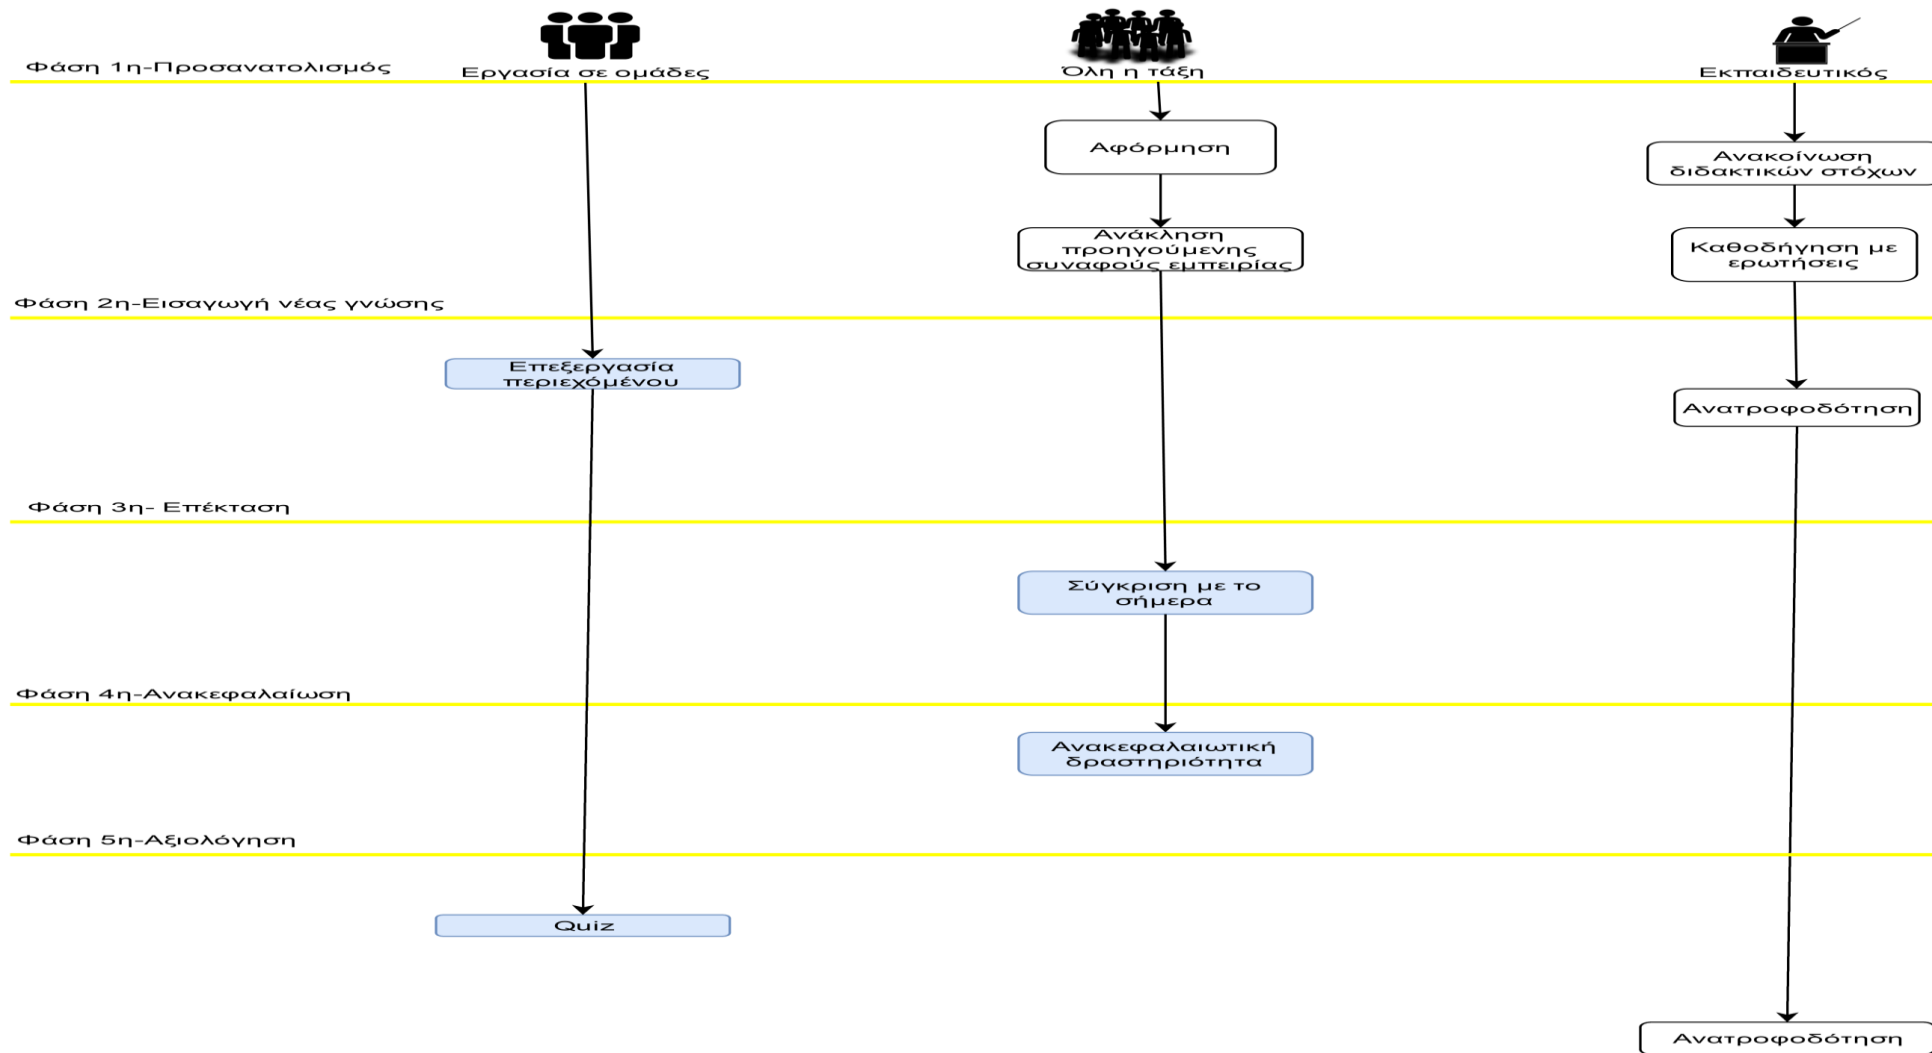 Φάση 1η-Προσανατολισμός
Εργασία σε ομάδες
Όλη η τάξη
Εκπαιδευτικός
Αφόρμηση
Ανακοίνωση
διδακτικών στόχων
Ανάκληση
προηγούμενης
συναφούς εμπειρίας
Καθοδήγηση με
ερωτήσεις
Φάση 2η-Εισαγωγή νέας γνώσης
Επεξεργασία
περιεχόμένου
Ανατροφοδότηση
Φάση 3η- Επέκταση
Σύγκριση με το
σήμερα
Φάση 4η-Ανακεφαλαίωση
Ανακεφαλαιωτική
δραστηριότητα
Φάση 5η-Αξιολόγηση
Quiz
Ανατροφοδότηση